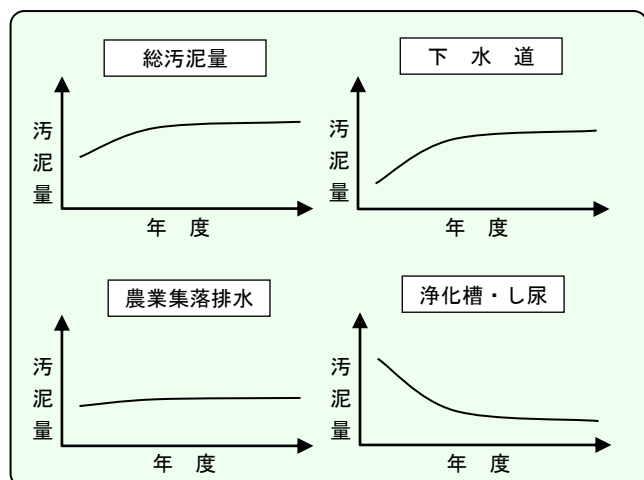 総汚泥量
汚泥量
年 度
下 水 道
汚泥量
年 度
農業集落排水
汚泥量
年 度
浄化槽・し尿
汚泥量
年 度